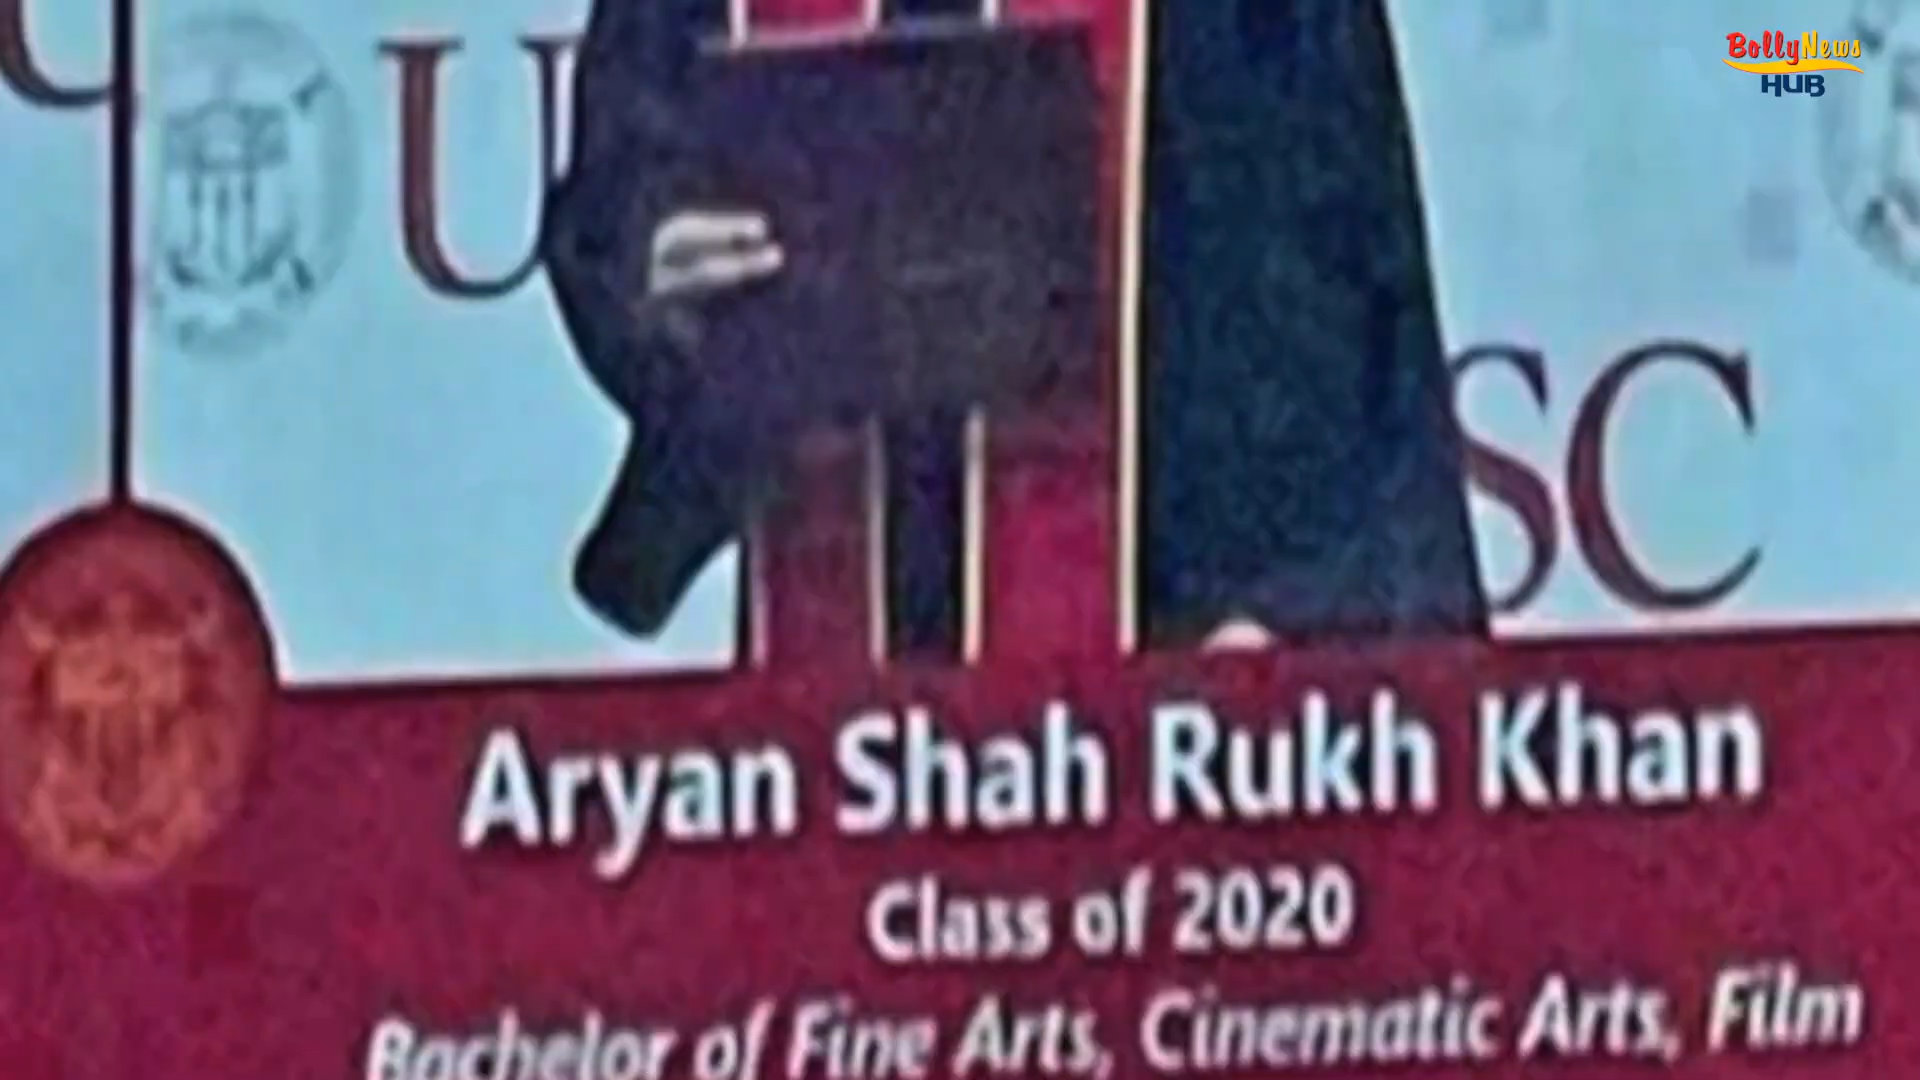 BollyNews
HUB
U
SC
Aryan Shah Rukh Khan
Class of 2020
Bachelor of Fine Arts, Cinematic Arts, Film